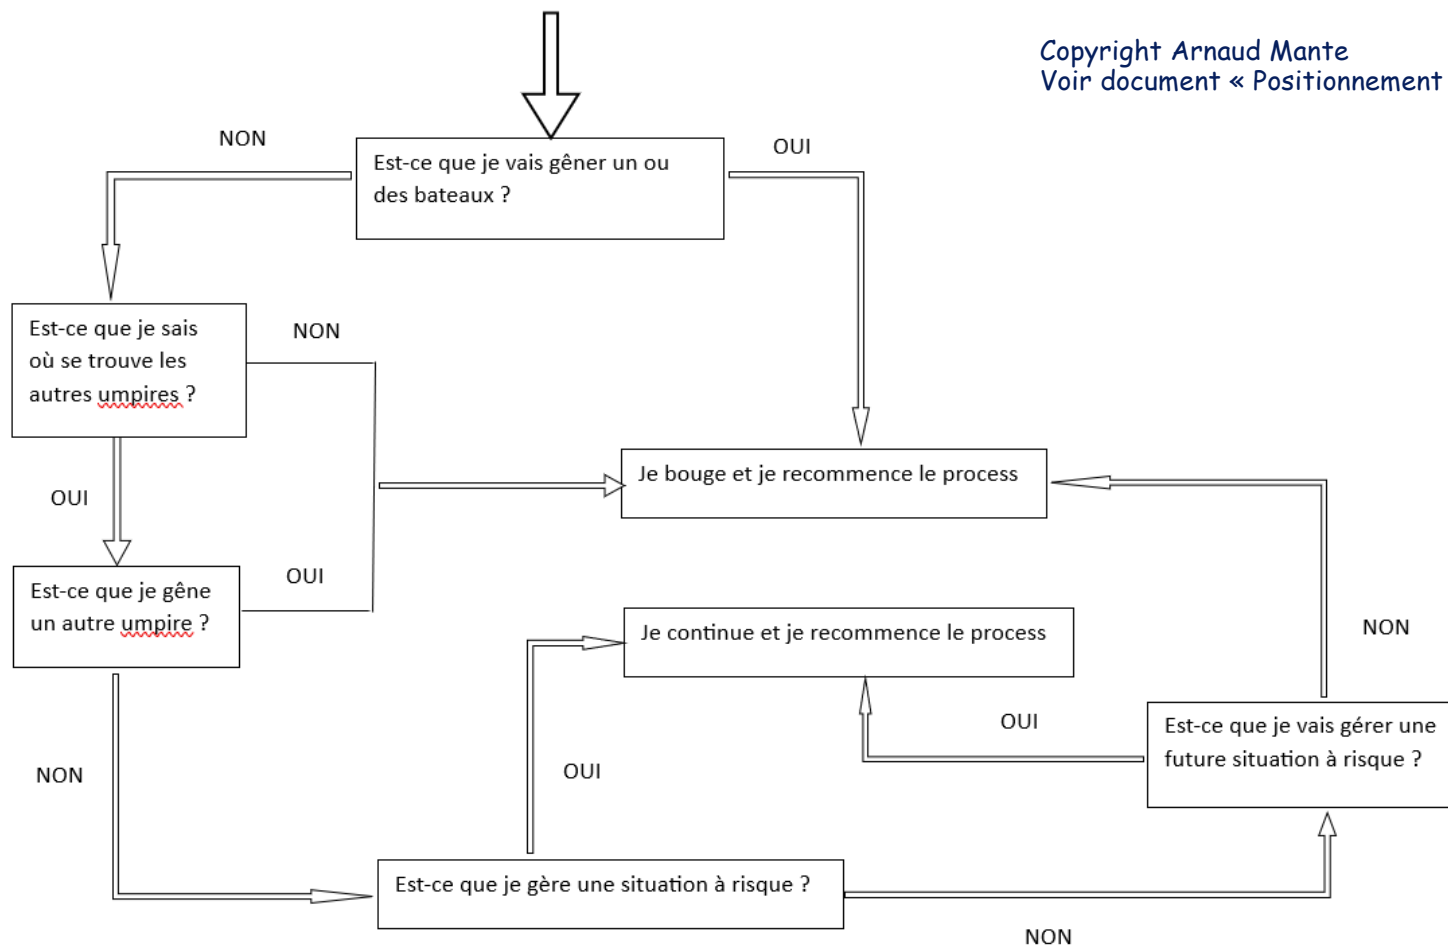 Copyright Arnaud Mante
Voir document « Positionnement
NON
OUI
Est-ce que je vais gêner un ou
des bateaux ?
Est-ce que je sais
où se trouve les
autres umpires ?
NON
OUI
Je bouge et je recommence le process
Est-ce que je gêne
un autre umpire ?
OUI
Je continue et je recommence le process
NON
OUI
Est-ce que je vais gérer une
future situation à risque ?
NON
OUI
Est-ce que je gère une situation à risque ?
NON